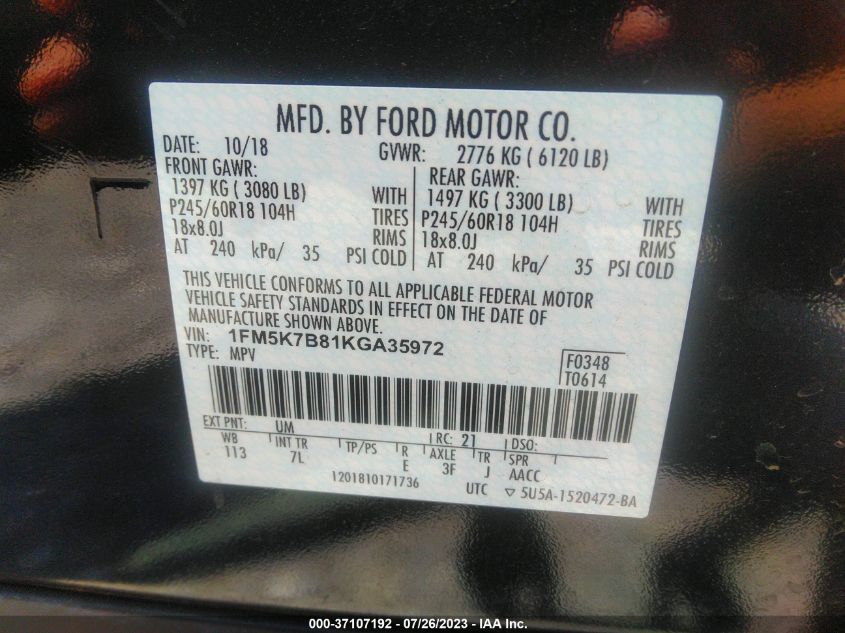 MFD. BY FORD MOTOR CO.
DATE: 10/18 GVWR: 2776 KG ( 6120 LB)
FRONT GAWR: REAR GAWR:
1397 KG ( 3080 LB) WITH 1497 KG ( 3300 LB) WITH
P245/60R18 104H TIRES P245/60R18 104H TIRES
18x8.0J RIMS 18x8.0J RIMS
AT 240 kPa/ 35 PSI COLD AT 240 kPa/ 35 PSI COLD
THIS VEHICLE CONFORMS TO ALL APPLICABLE FEDERAL MOTOR
VEHICLE SAFETY STANDARDS IN EFFECT ON THE DATE OF
MANUFACTURE SHOWN ABOVE.
VIN: 1FM5K7B81KGA35972
TYPE: MPV
F0348
T0614
EXT PNT: UM RC: 21 DSO:
WB INT TR TP/PS R AXLE TR SPR
113 7L E 3F J AACC
1201810171736 UTC ▽ 5U5A-1520472-BA
000-37107192 - 07/26/2023 - IAA Inc.